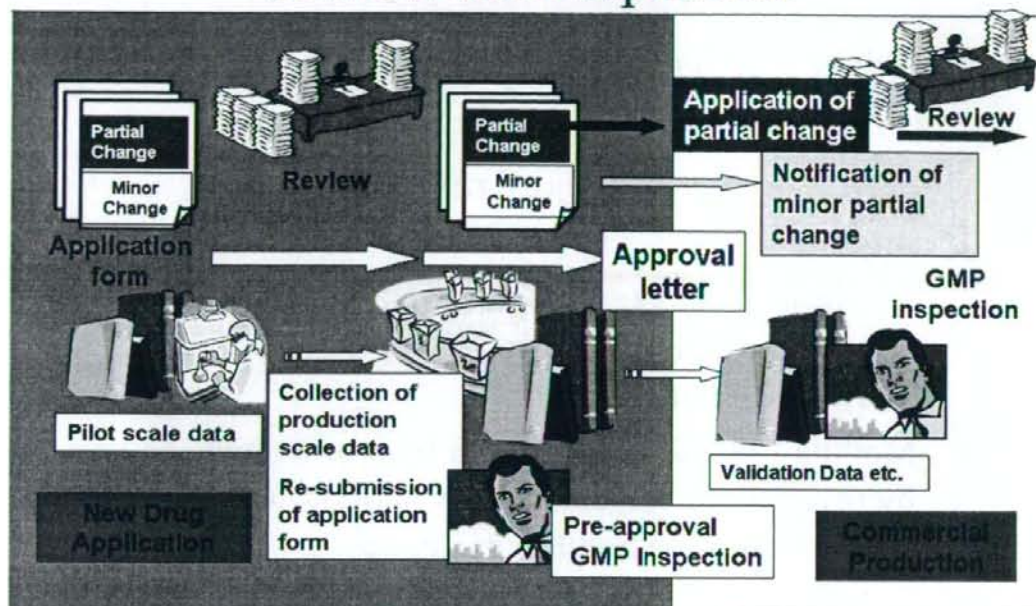 Partial
Change
Minor
Change
Application
form
Review
Partial
Change
Minor
Change
Application of
partial change
Review
Notification of
minor partial
change
Approval
letter
GMP
inspection
Pilot scale data
Collection of
production
scale data
Re-submission
of application
form
Validation Data etc.
New Drug
Application
Pre-approval
GMP Inspection
Commercial
Production